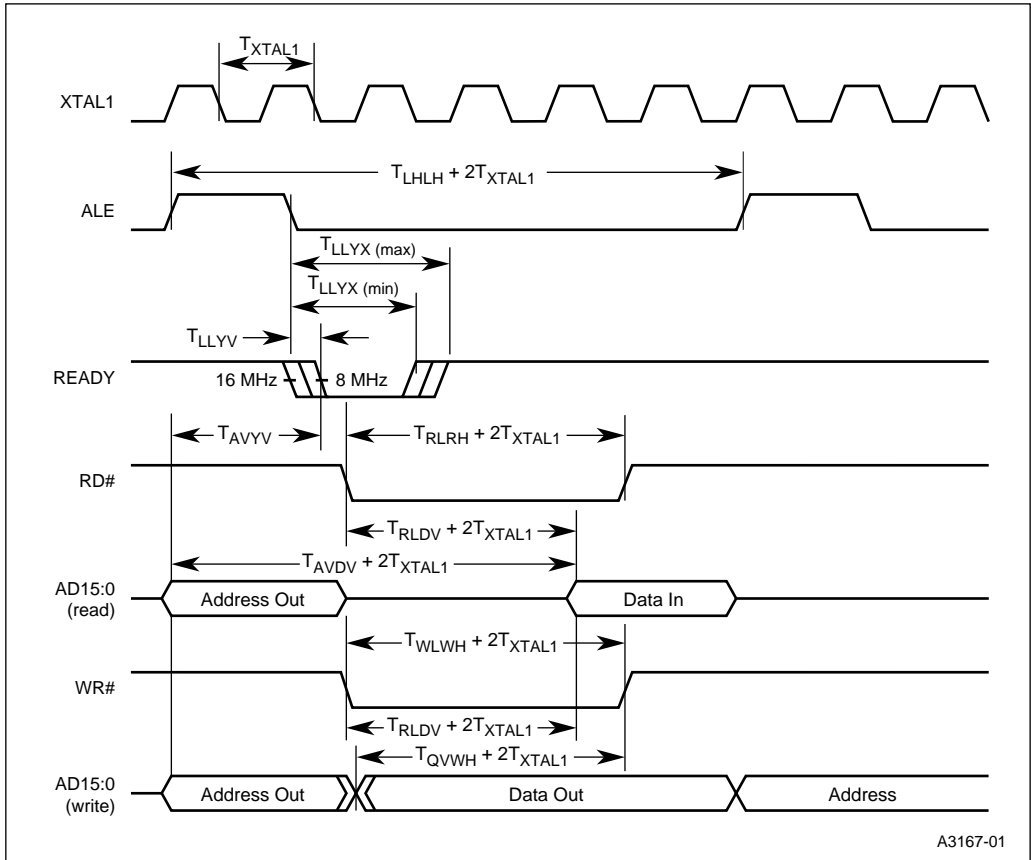 TXTAL1
XTAL1
TLHLH + 2TXTAL1
ALE
TLLYX (max)
TLLYX (min)
TLLYV
READY
16 MHz
8 MHz
TAVYV
TRLRH + 2TXTAL1
RD#
TRLDV + 2TXTAL1
TAVDV + 2TXTAL1
AD15:0
(read)
Address Out
Data In
TWLWH + 2TXTAL1
WR#
TRLDV + 2TXTAL1
TQVWH + 2TXTAL1
AD15:0
(write)
Address Out
Data Out
Address
A3167-01